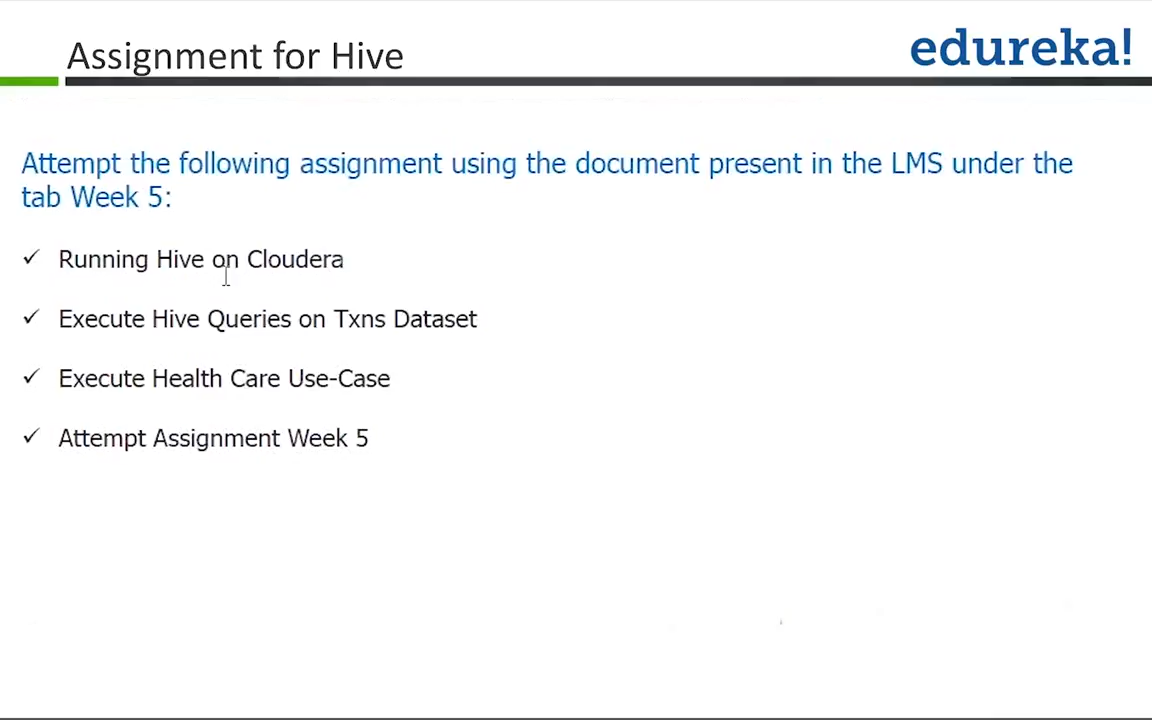 Assignment for Hive
edureka!
Attempt the following assignment using the document present in the LMS under the
tab Week 5:
✓ Running Hive on Cloudera
✓ Execute Hive Queries on Txns Dataset
✓ Execute Health Care Use-Case
✓ Attempt Assignment Week 5